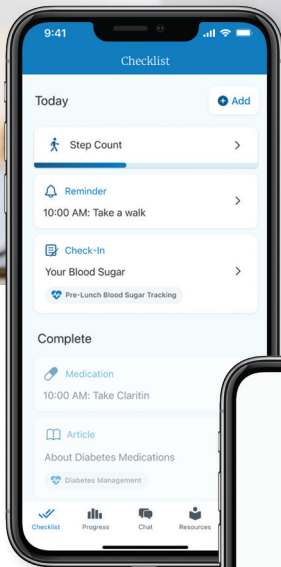 9:41
Checklist
Today
Add
Step Count
Reminder
10:00 AM: Take a walk
Check-In
Your Blood Sugar
Pre-Lunch Blood Sugar Tracking
Complete
Medication
10:00 AM: Take Claritin
Article
About Diabetes Medications
Diabetes Management
Checklist Progress Chat Resources